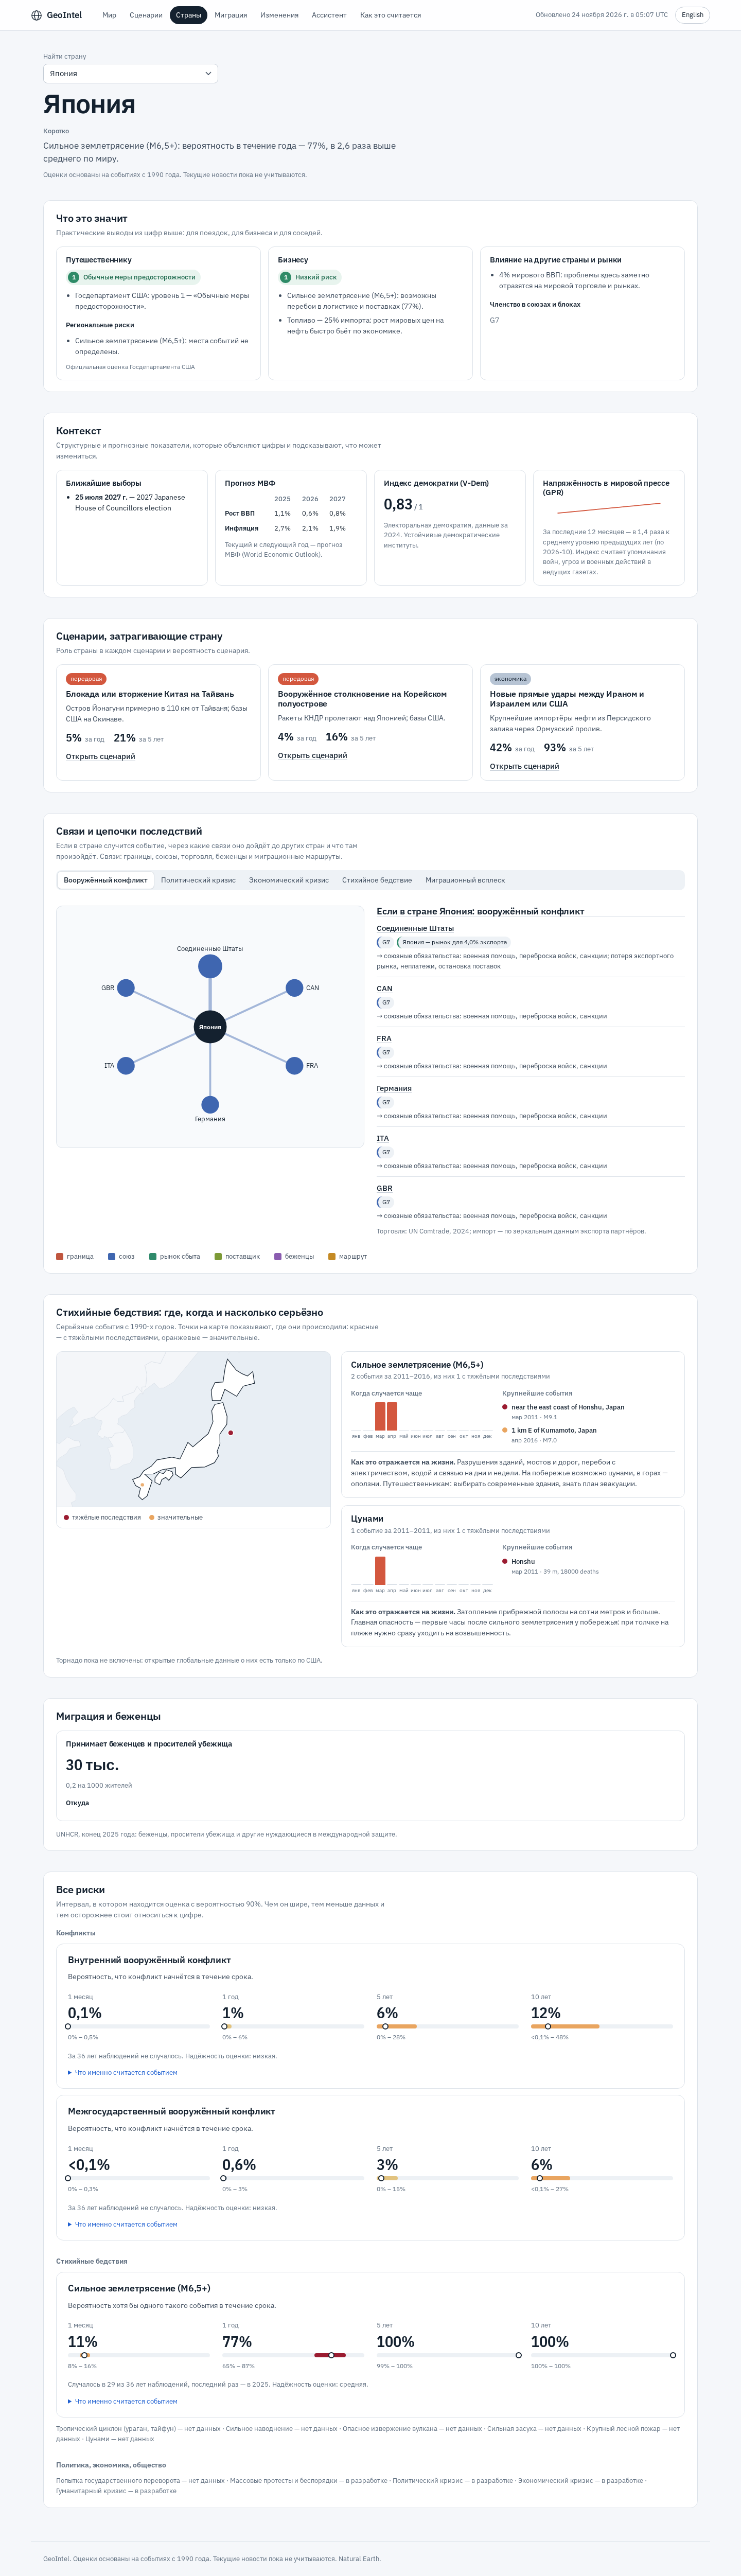 GeoIntel Мир Сценарии Страны Миграция Изменения Ассистент Как это считается Обновлено 24 ноября 2026 г. в 05:07 UTC English
Найти страну
Япония
Япония
Коротко
Сильное землетрясение (M6,5+): вероятность в течение года — 77%, в 2,6 раза выше
среднего по миру.
Оценки основаны на событиях с 1990 года. Текущие новости пока не учитываются.
Что это значит
Практические выводы из цифр выше: для поездок, для бизнеса и для соседей.
Путешественнику
1 Обычные меры предосторожности
Госдепартамент США: уровень 1 — «Обычные меры
предосторожности».
Региональные риски
Сильное землетрясение (M6,5+): места событий не
определены.
Официальная оценка Госдепартамента США
Бизнесу
1 Низкий риск
Сильное землетрясение (M6,5+): возможны
перебои в логистике и поставках (77%).
Топливо — 25% импорта: рост мировых цен на
нефть быстро бьёт по экономике.
Влияние на другие страны и рынки
4% мирового ВВП: проблемы здесь заметно
отразятся на мировой торговле и рынках.
Членство в союзах и блоках
G7
Контекст
Структурные и прогнозные показатели, которые объясняют цифры и подсказывают, что может
измениться.
Ближайшие выборы
25 июля 2027 г. — 2027 Japanese
House of Councillors election
Прогноз МВФ
2025 2026 2027
Рост ВВП 1,1% 0,6% 0,8%
Инфляция 2,7% 2,1% 1,9%
Текущий и следующий год — прогноз
МВФ (World Economic Outlook).
Индекс демократии (V-Dem)
0,83 / 1
Электоральная демократия, данные за
2024. Устойчивые демократические
институты.
Напряжённость в мировой прессе
(GPR)
За последние 12 месяцев — в 1,4 раза к
среднему уровню предыдущих лет (по
2026-10). Индекс считает упоминания
войн, угроз и военных действий в
ведущих газетах.
Сценарии, затрагивающие страну
Роль страны в каждом сценарии и вероятность сценария.
передовая
Блокада или вторжение Китая на Тайвань
Остров Йонагуни примерно в 110 км от Тайваня; базы
США на Окинаве.
5% за год 21% за 5 лет
Открыть сценарий
передовая
Вооружённое столкновение на Корейском
полуострове
Ракеты КНДР пролетают над Японией; базы США.
4% за год 16% за 5 лет
Открыть сценарий
экономика
Новые прямые удары между Ираном и
Израилем или США
Крупнейшие импортёры нефти из Персидского
залива через Ормузский пролив.
42% за год 93% за 5 лет
Открыть сценарий
Связи и цепочки последствий
Если в стране случится событие, через какие связи оно дойдёт до других стран и что там
произойдёт. Связи: границы, союзы, торговля, беженцы и миграционные маршруты.
Вооружённый конфликт Политический кризис Экономический кризис Стихийное бедствие Миграционный всплеск
Соединенные Штаты
GBR CAN
Япония
ITA FRA
Германия
Если в стране Япония: вооружённый конфликт
Соединенные Штаты
G7 Япония — рынок для 4,0% экспорта
→ союзные обязательства: военная помощь, переброска войск, санкции; потеря экспортного
рынка, неплатежи, остановка поставок
CAN
G7
→ союзные обязательства: военная помощь, переброска войск, санкции
FRA
G7
→ союзные обязательства: военная помощь, переброска войск, санкции
Германия
G7
→ союзные обязательства: военная помощь, переброска войск, санкции
ITA
G7
→ союзные обязательства: военная помощь, переброска войск, санкции
GBR
G7
→ союзные обязательства: военная помощь, переброска войск, санкции
Торговля: UN Comtrade, 2024; импорт — по зеркальным данным экспорта партнёров.
граница союз рынок сбыта поставщик беженцы маршрут
Стихийные бедствия: где, когда и насколько серьёзно
Серьёзные события с 1990-х годов. Точки на карте показывают, где они происходили: красные
— с тяжёлыми последствиями, оранжевые — значительные.
тяжёлые последствия значительные
Сильное землетрясение (M6,5+)
2 события за 2011–2016, из них 1 с тяжёлыми последствиями
Когда случается чаще
янв фев мар апр май июн июл авг сен окт ноя дек
Крупнейшие события
near the east coast of Honshu, Japan
мар 2011 · M9.1
1 km E of Kumamoto, Japan
апр 2016 · M7.0
Как это отражается на жизни. Разрушения зданий, мостов и дорог, перебои с
электричеством, водой и связью на дни и недели. На побережье возможно цунами, в горах —
оползни. Путешественникам: выбирать современные здания, знать план эвакуации.
Цунами
1 событие за 2011–2011, из них 1 с тяжёлыми последствиями
Когда случается чаще
янв фев мар апр май июн июл авг сен окт ноя дек
Крупнейшие события
Honshu
мар 2011 · 39 m, 18000 deaths
Как это отражается на жизни. Затопление прибрежной полосы на сотни метров и больше.
Главная опасность — первые часы после сильного землетрясения у побережья: при толчке на
пляже нужно сразу уходить на возвышенность.
Торнадо пока не включены: открытые глобальные данные о них есть только по США.
Миграция и беженцы
Принимает беженцев и просителей убежища
30 тыс.
0,2 на 1000 жителей
Откуда
UNHCR, конец 2025 года: беженцы, просители убежища и другие нуждающиеся в международной защите.
Все риски
Интервал, в котором находится оценка с вероятностью 90%. Чем он шире, тем меньше данных и
тем осторожнее стоит относиться к цифре.
Конфликты
Внутренний вооружённый конфликт
Вероятность, что конфликт начнётся в течение срока.
1 месяц 1 год 5 лет 10 лет
0,1% 1% 6% 12%
0% – 0,5% 0% – 6% 0% – 28% <0,1% – 48%
За 36 лет наблюдений не случалось. Надёжность оценки: низкая.
Что именно считается событием
Межгосударственный вооружённый конфликт
Вероятность, что конфликт начнётся в течение срока.
1 месяц 1 год 5 лет 10 лет
<0,1% 0,6% 3% 6%
0% – 0,3% 0% – 3% 0% – 15% <0,1% – 27%
За 36 лет наблюдений не случалось. Надёжность оценки: низкая.
Что именно считается событием
Стихийные бедствия
Сильное землетрясение (M6,5+)
Вероятность хотя бы одного такого события в течение срока.
1 месяц 1 год 5 лет 10 лет
11% 77% 100% 100%
8% – 16% 65% – 87% 99% – 100% 100% – 100%
Случалось в 29 из 36 лет наблюдений, последний раз — в 2025. Надёжность оценки: средняя.
Что именно считается событием
Тропический циклон (ураган, тайфун) — нет данных · Сильное наводнение — нет данных · Опасное извержение вулкана — нет данных · Сильная засуха — нет данных · Крупный лесной пожар — нет
данных · Цунами — нет данных
Политика, экономика, общество
Попытка государственного переворота — нет данных · Массовые протесты и беспорядки — в разработке · Политический кризис — в разработке · Экономический кризис — в разработке ·
Гуманитарный кризис — в разработке
GeoIntel. Оценки основаны на событиях с 1990 года. Текущие новости пока не учитываются. Natural Earth.